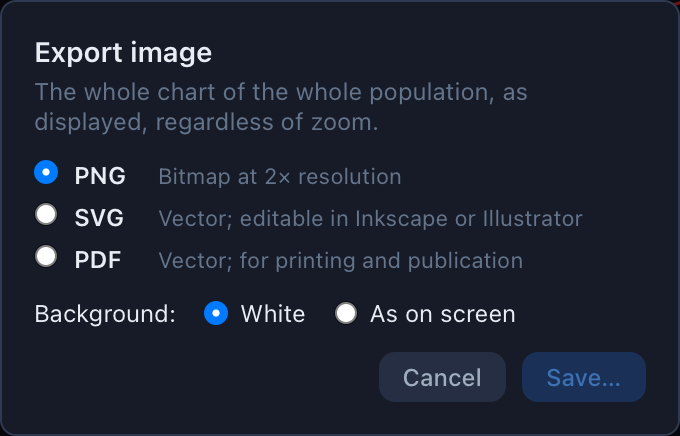 Export image
The whole chart of the whole population, as
displayed, regardless of zoom.
PNG Bitmap at 2× resolution
SVG Vector; editable in Inkscape or Illustrator
PDF Vector; for printing and publication
Background: White As on screen
Cancel Save...